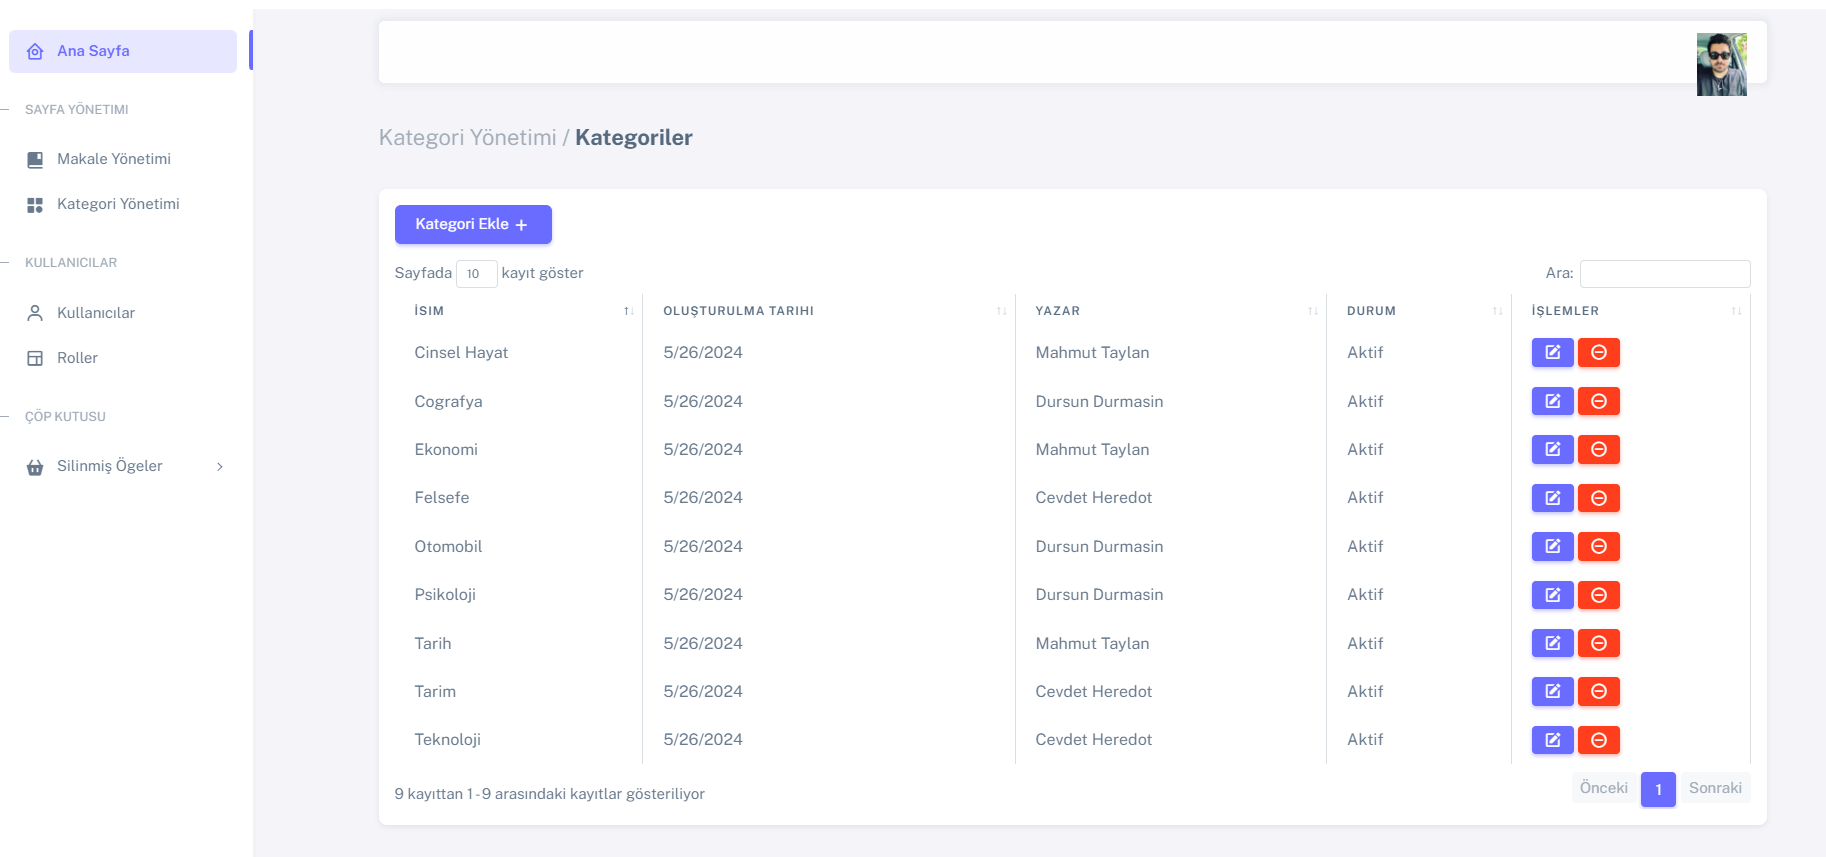 Ana Sayfa
SAYFA YÖNETIMI
Makale Yönetimi
Kategori Yönetimi
KULLANICILAR
Kullanıcılar
Roller
ÇÖP KUTUSU
Silinmiş Ögeler
Kategori Yönetimi / Kategoriler
Kategori Ekle +
Sayfada 10 kayıt göster
Ara:
İSIM OLUŞTURULMA TARIHI YAZAR DURUM İŞLEMLER
Cinsel Hayat 5/26/2024 Mahmut Taylan Aktif
Cografya 5/26/2024 Dursun Durmasin Aktif
Ekonomi 5/26/2024 Mahmut Taylan Aktif
Felsefe 5/26/2024 Cevdet Heredot Aktif
Otomobil 5/26/2024 Dursun Durmasin Aktif
Psikoloji 5/26/2024 Dursun Durmasin Aktif
Tarih 5/26/2024 Mahmut Taylan Aktif
Tarim 5/26/2024 Cevdet Heredot Aktif
Teknoloji 5/26/2024 Cevdet Heredot Aktif
9 kayıttan 1 - 9 arasındaki kayıtlar gösteriliyor
Önceki 1 Sonraki